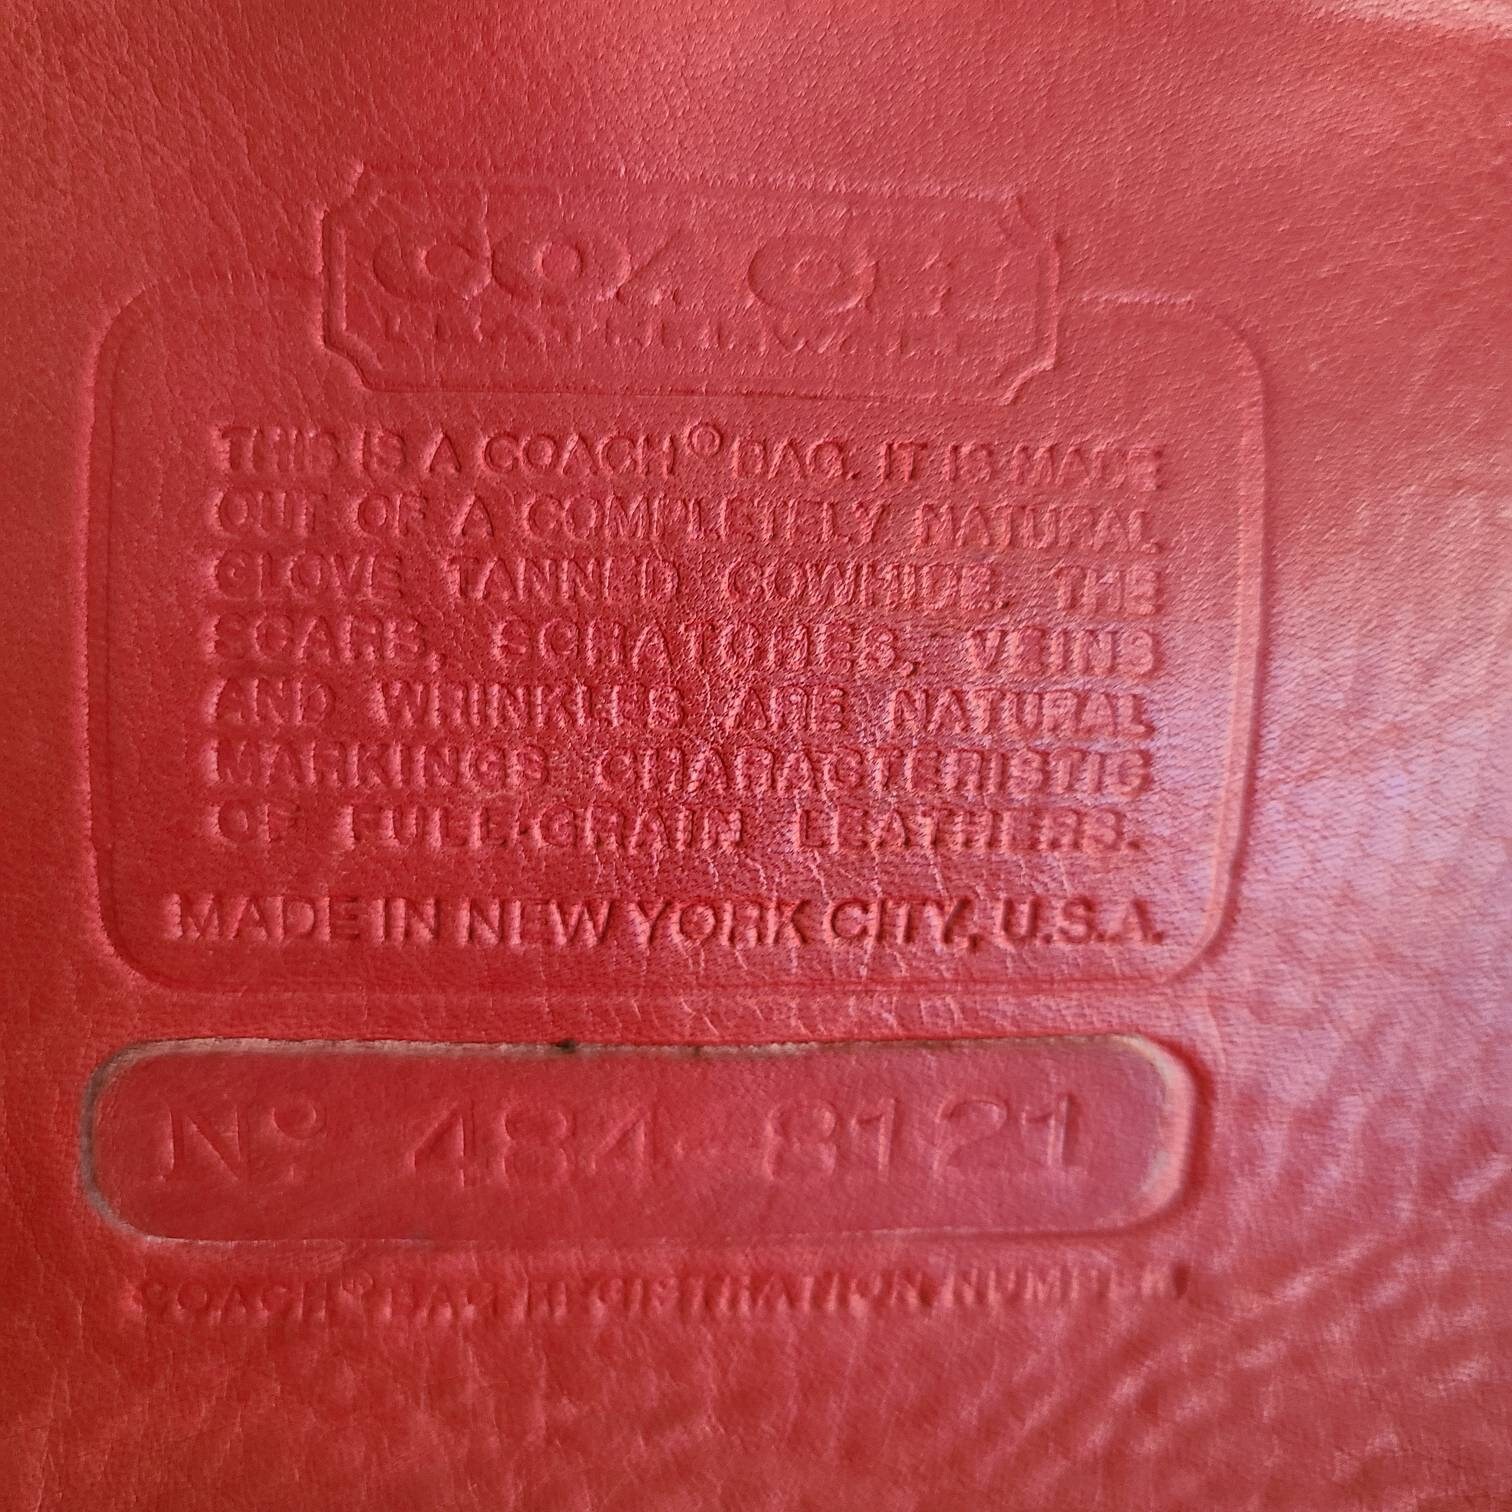 COACH
LEATHERWARE
THIS IS A COACH® BAG. IT IS MADE
OUT OF A COMPLETELY NATURAL
GLOVE TANNED COWHIDE. THE
SCARS, SCRATCHES, VEINS
AND WRINKLES ARE NATURAL
MARKINGS CHARACTERISTIC
OF FULL-GRAIN LEATHERS.
MADE IN NEW YORK CITY, U.S.A.
Nº 484-8121
COACH® BAG REGISTRATION NUMBER